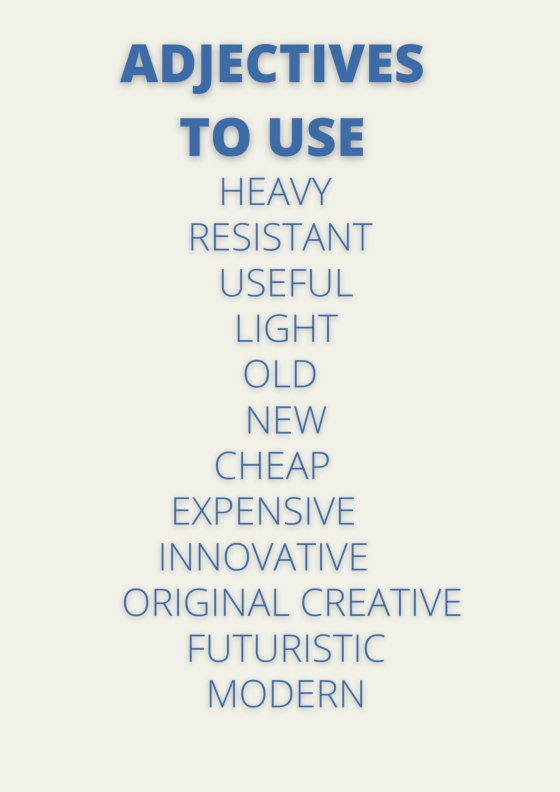 ADJECTIVES
TO USE
HEAVY
RESISTANT
USEFUL
LIGHT
OLD
NEW
CHEAP
EXPENSIVE
INNOVATIVE
ORIGINAL CREATIVE
FUTURISTIC
MODERN